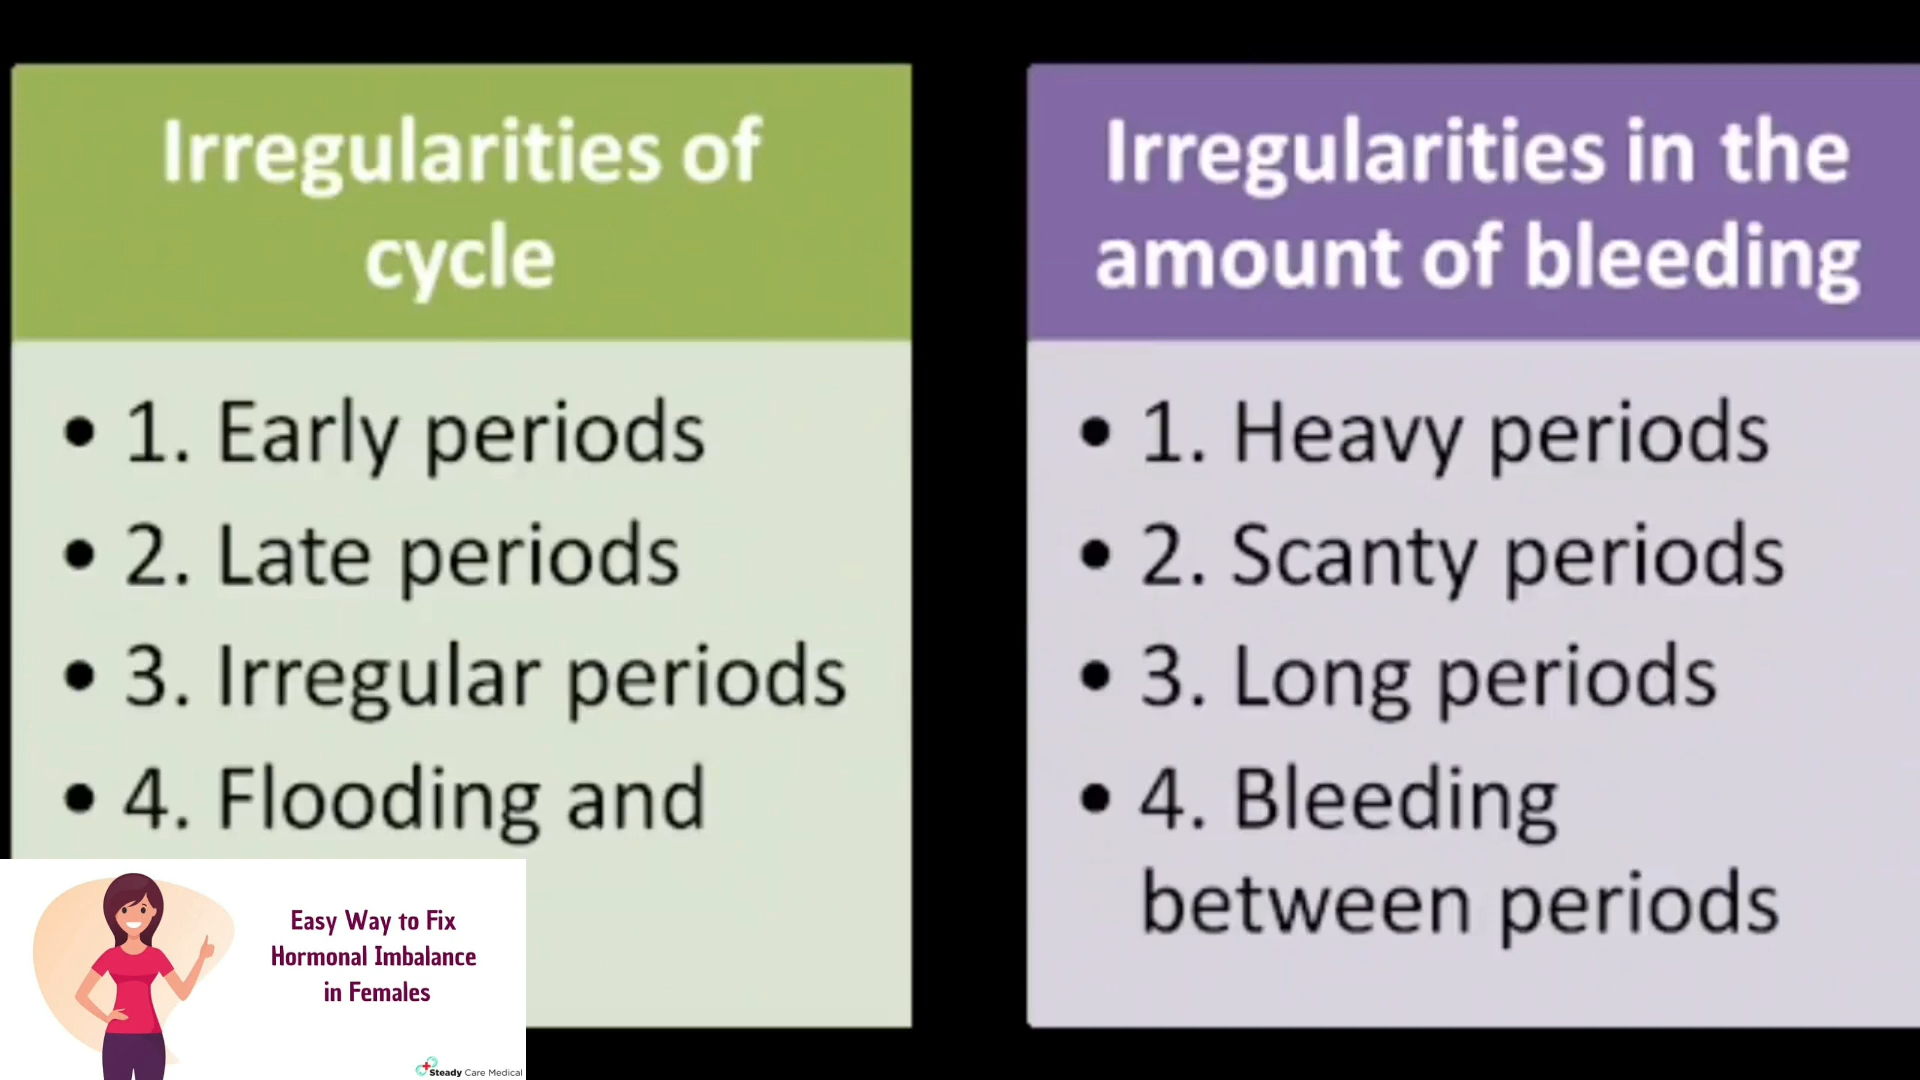 Irregularities of
cycle
• 1. Early periods
• 2. Late periods
• 3. Irregular periods
• 4. Flooding and
Irregularities in the
amount of bleeding
• 1. Heavy periods
• 2. Scanty periods
• 3. Long periods
• 4. Bleeding
between periods
Easy Way to Fix
Hormonal Imbalance
in Females
Steady Care Medical